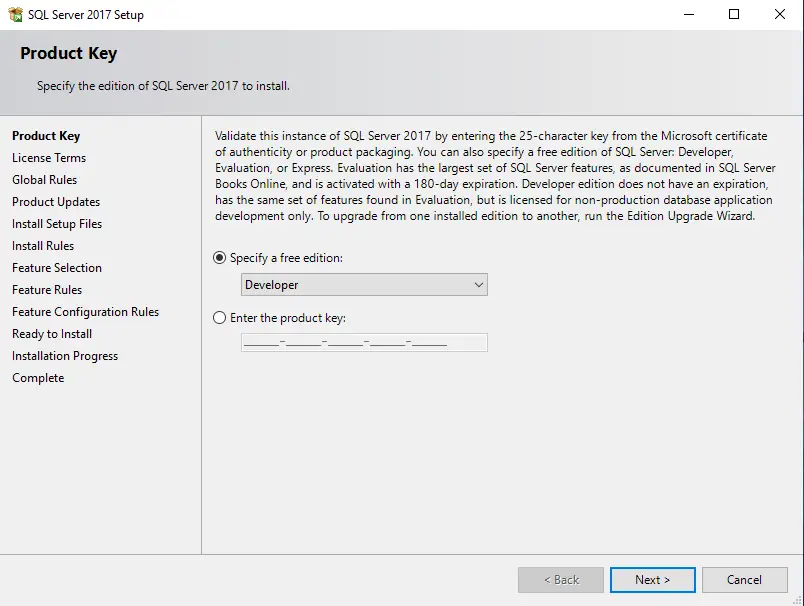 SQL Server 2017 Setup
Product Key
Specify the edition of SQL Server 2017 to install.
Product Key
License Terms
Global Rules
Product Updates
Install Setup Files
Install Rules
Feature Selection
Feature Rules
Feature Configuration Rules
Ready to Install
Installation Progress
Complete
Validate this instance of SQL Server 2017 by entering the 25-character key from the Microsoft certificate
of authenticity or product packaging. You can also specify a free edition of SQL Server: Developer,
Evaluation, or Express. Evaluation has the largest set of SQL Server features, as documented in SQL Server
Books Online, and is activated with a 180-day expiration. Developer edition does not have an expiration,
has the same set of features found in Evaluation, but is licensed for non-production database application
development only. To upgrade from one installed edition to another, run the Edition Upgrade Wizard.
Specify a free edition:
Developer
Enter the product key:
_____-_____-_____-_____-_____
< Back
Next >
Cancel